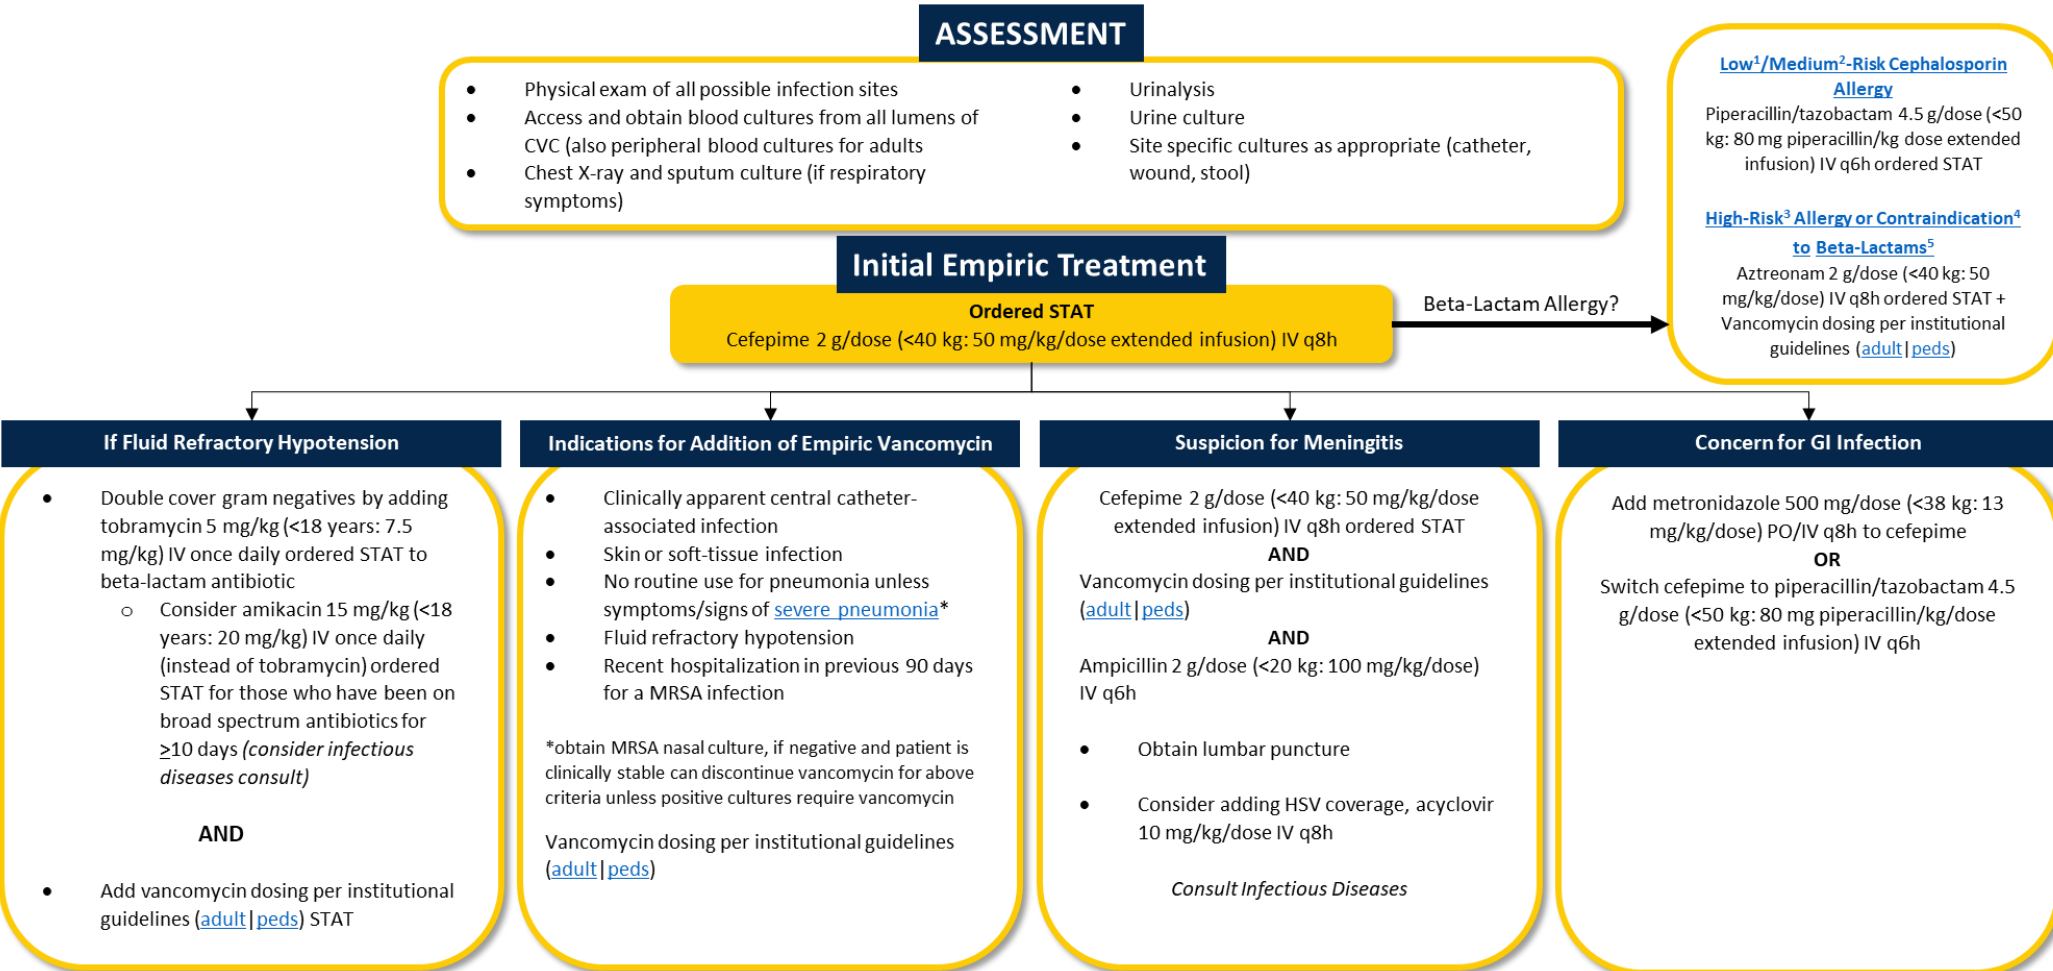 ASSESSMENT
• Physical exam of all possible infection sites
• Access and obtain blood cultures from all lumens of
CVC (also peripheral blood cultures for adults
• Chest X-ray and sputum culture (if respiratory
symptoms)
• Urinalysis
• Urine culture
• Site specific cultures as appropriate (catheter,
wound, stool)
Low¹/Medium²-Risk Cephalosporin
Allergy
Piperacillin/tazobactam 4.5 g/dose (<50
kg: 80 mg piperacillin/kg dose extended
infusion) IV q6h ordered STAT
High-Risk³ Allergy or Contraindication⁴
to Beta-Lactams⁵
Aztreonam 2 g/dose (<40 kg: 50
mg/kg/dose) IV q8h ordered STAT +
Vancomycin dosing per institutional
guidelines (adult|peds)
Initial Empiric Treatment
Ordered STAT
Cefepime 2 g/dose (<40 kg: 50 mg/kg/dose extended infusion) IV q8h
Beta-Lactam Allergy?
If Fluid Refractory Hypotension
• Double cover gram negatives by adding
tobramycin 5 mg/kg (<18 years: 7.5
mg/kg) IV once daily ordered STAT to
beta-lactam antibiotic
o Consider amikacin 15 mg/kg (<18
years: 20 mg/kg) IV once daily
(instead of tobramycin) ordered
STAT for those who have been on
broad spectrum antibiotics for
≥10 days (consider infectious
diseases consult)
AND
• Add vancomycin dosing per institutional
guidelines (adult|peds) STAT
Indications for Addition of Empiric Vancomycin
• Clinically apparent central catheter-
associated infection
• Skin or soft-tissue infection
• No routine use for pneumonia unless
symptoms/signs of severe pneumonia*
• Fluid refractory hypotension
• Recent hospitalization in previous 90 days
for a MRSA infection
*obtain MRSA nasal culture, if negative and patient is
clinically stable can discontinue vancomycin for above
criteria unless positive cultures require vancomycin
Vancomycin dosing per institutional guidelines
(adult|peds)
Suspicion for Meningitis
Cefepime 2 g/dose (<40 kg: 50 mg/kg/dose
extended infusion) IV q8h ordered STAT
AND
Vancomycin dosing per institutional guidelines
(adult|peds)
AND
Ampicillin 2 g/dose (<20 kg: 100 mg/kg/dose)
IV q6h
• Obtain lumbar puncture
• Consider adding HSV coverage, acyclovir
10 mg/kg/dose IV q8h
Consult Infectious Diseases
Concern for GI Infection
Add metronidazole 500 mg/dose (<38 kg: 13
mg/kg/dose) PO/IV q8h to cefepime
OR
Switch cefepime to piperacillin/tazobactam 4.5
g/dose (<50 kg: 80 mg piperacillin/kg/dose
extended infusion) IV q6h